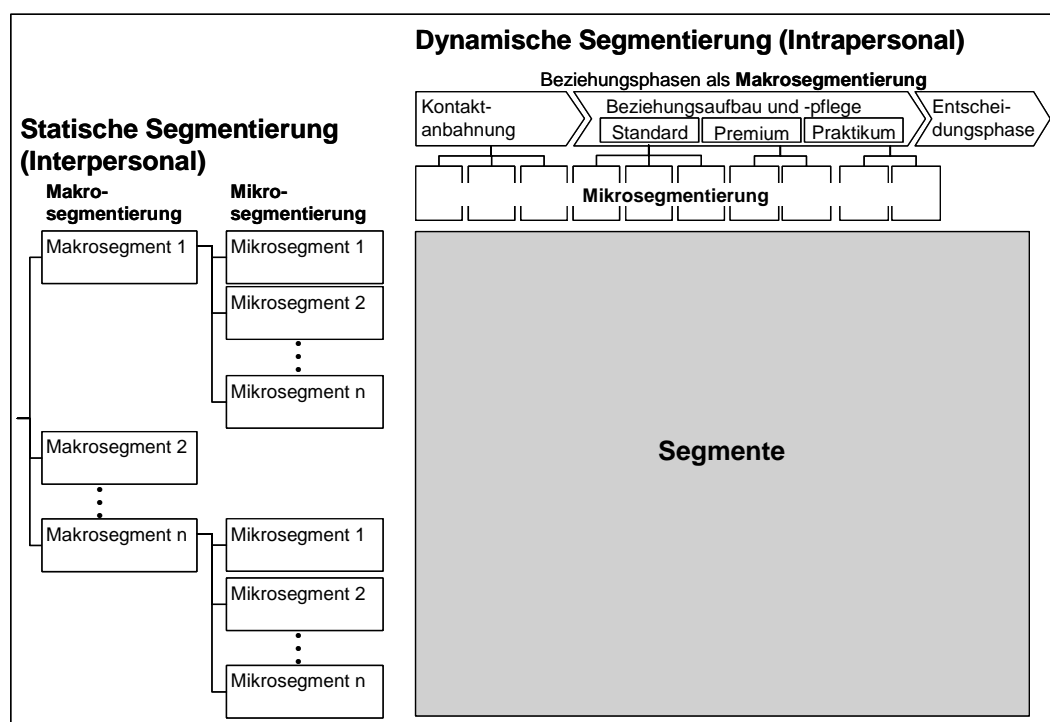 Dynamische Segmentierung (Intrapersonal)
Beziehungsphasen als Makrosegmentierung
Kontakt-
anbahnung
Beziehungsaufbau und -pflege
Standard
Premium
Praktikum
Entschei-
dungsphase
Mikrosegmentierung
Statische Segmentierung
(Interpersonal)
Makro-
segmentierung
Mikro-
segmentierung
Makrosegment 1
Mikrosegment 1
Mikrosegment 2
Mikrosegment n
Makrosegment 2
Makrosegment n
Mikrosegment 1
Mikrosegment 2
Mikrosegment n
Segmente